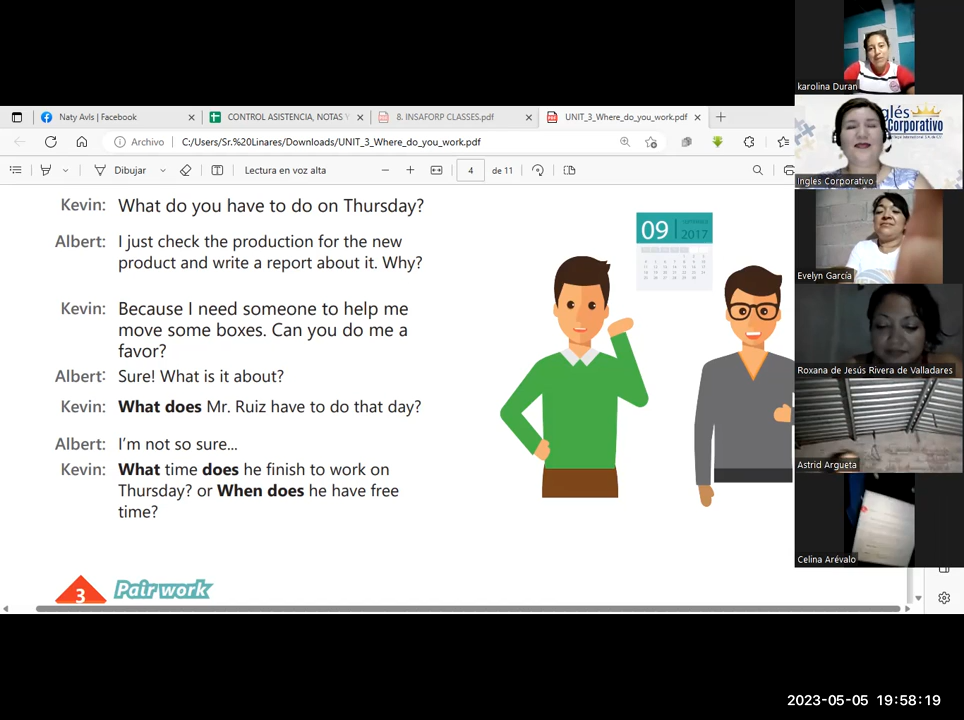 Naty Avls | Facebook
CONTROL ASISTENCIA, NOTAS Y
8. INSAFORP CLASSES.pdf
UNIT_3_Where_do_you_work.pdf
Archivo
C:/Users/Sr.%20Linares/Downloads/UNIT_3_Where_do_you_work.pdf
Dibujar
Lectura en voz alta
4
de 11
Kevin: What do you have to do on Thursday?
Albert: I just check the production for the new
product and write a report about it. Why?
Kevin: Because I need someone to help me
move some boxes. Can you do me a
favor?
Albert: Sure! What is it about?
Kevin: What does Mr. Ruiz have to do that day?
Albert: I'm not so sure...
Kevin: What time does he finish to work on
Thursday? or When does he have free
time?
09
2017
3 Pair work
karolina Duran
Inglés
Corporativo
Ingles Corporativo
Evelyn García
Roxana de Jesús Rivera de Valladares
Astrid Argueta
Celina Arévalo
2023-05-05 19:58:19